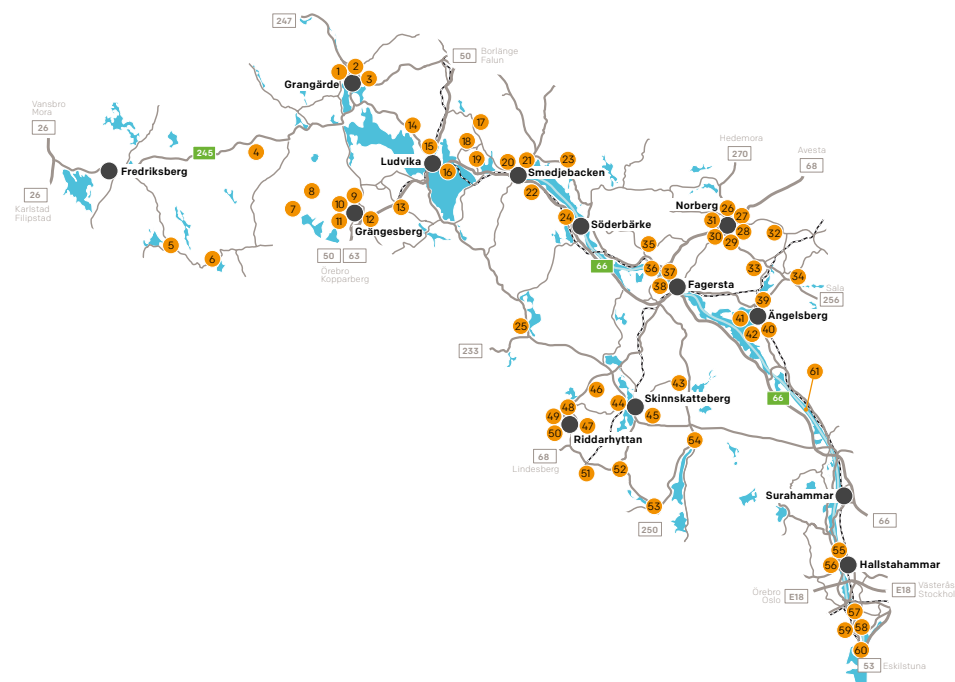 247
50
Borlänge
Falun
1
2
3
Grangärde
Vansbro
Mora
26
245
4
Fredriksberg
26
Karlstad
Filipstad
5
6
7
8
9
10
11
12
13
Grängesberg
50
63
Örebro
Kopparberg
14
15
16
17
18
19
Ludvika
20
21
22
23
Smedjebacken
24
Söderbärke
66
25
233
Hedemora
270
Avesta
68
Norberg
26
27
28
29
30
31
32
33
34
Sala
256
35
36
37
38
Fagersta
39
40
41
42
Ängelsberg
61
66
43
44
45
Skinnskatteberg
46
47
48
49
50
Riddarhyttan
68
Lindesberg
51
52
53
54
250
Surahammar
66
55
56
Hallstahammar
Örebro
Oslo
E18
E18
Västerås
Stockhol
57
58
59
60
53
Eskilstuna